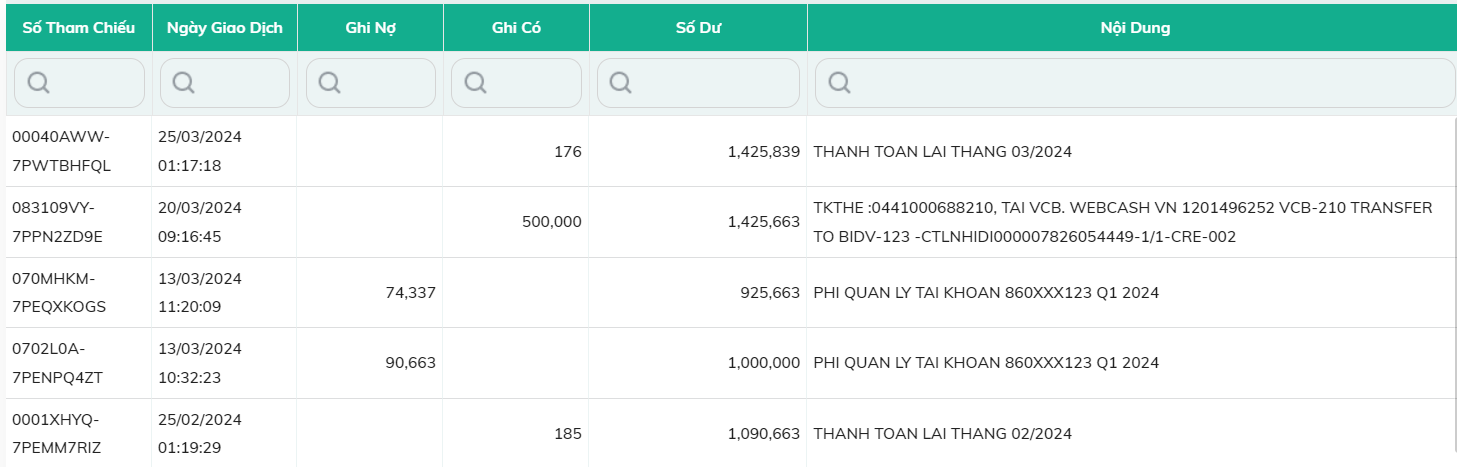 Số Tham Chiếu Ngày Giao Dịch Ghi Nợ Ghi Có Số Dư Nội Dung
00040AWW-
7PWTBHFQL
25/03/2024
01:17:18
176
1,425,839
THANH TOAN LAI THANG 03/2024
083109VY-
7PPN2ZD9E
20/03/2024
09:16:45
500,000
1,425,663
TKTHE :0441000688210, TAI VCB. WEBCASH VN 1201496252 VCB-210 TRANSFER
TO BIDV-123 -CTLNHIDI000007826054449-1/1-CRE-002
070MHKM-
7PEQXKOGS
13/03/2024
11:20:09
74,337
925,663
PHI QUAN LY TAI KHOAN 860XXX123 Q1 2024
0702L0A-
7PENPQ4ZT
13/03/2024
10:32:23
90,663
1,000,000
PHI QUAN LY TAI KHOAN 860XXX123 Q1 2024
0001XHYQ-
7PEMM7RIZ
25/02/2024
01:19:29
185
1,090,663
THANH TOAN LAI THANG 02/2024